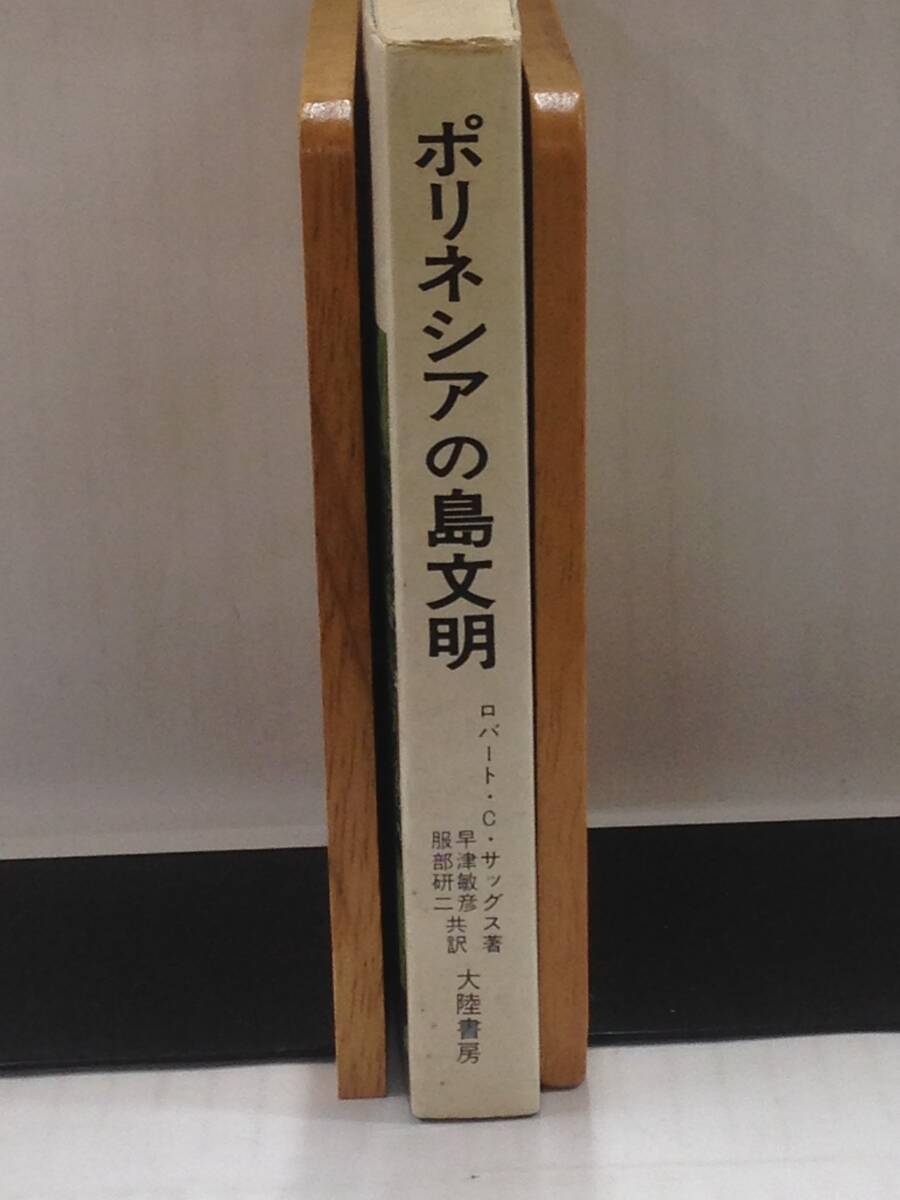 ポリネシアの島文明
ロバート・C・サッグス著
早津敏彦
服部研二
共訳
大陸書房